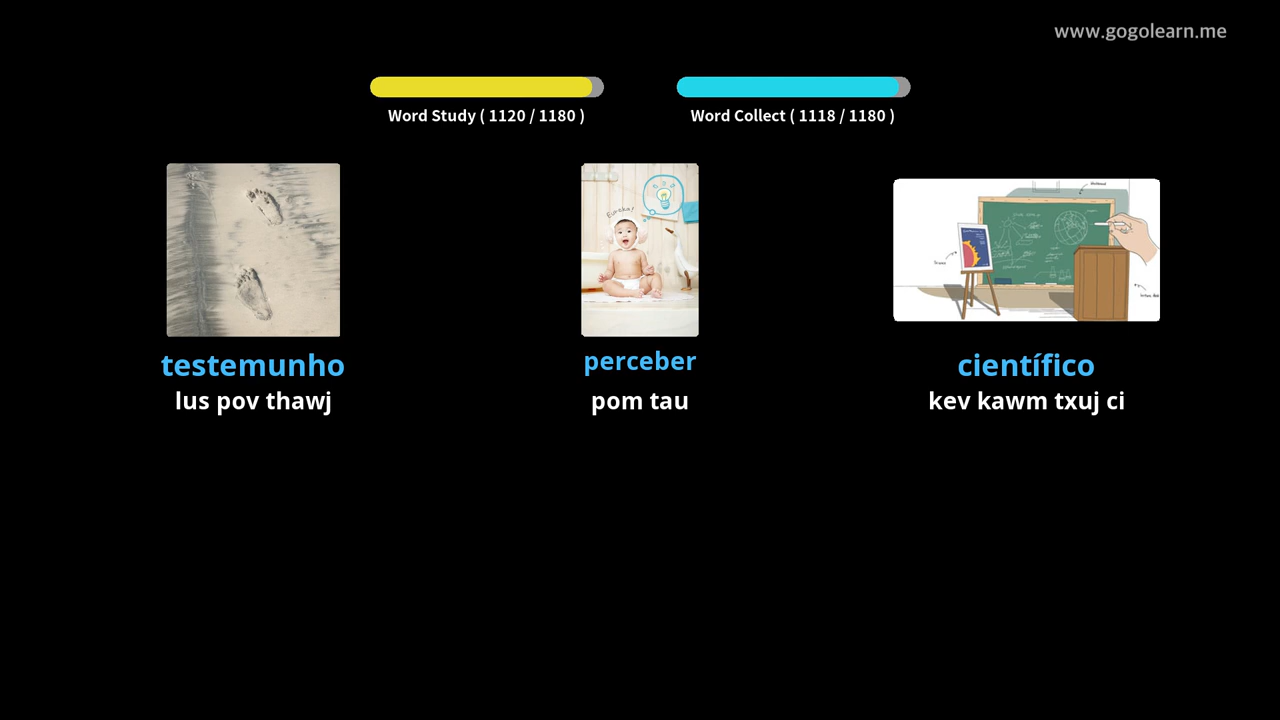 www.gogolearn.me
Word Study ( 1120 / 1180 )
Word Collect ( 1118 / 1180 )
Eureka!
testemunho
perceber
científico
lus pov thawj
pom tau
kev kawm txuj ci